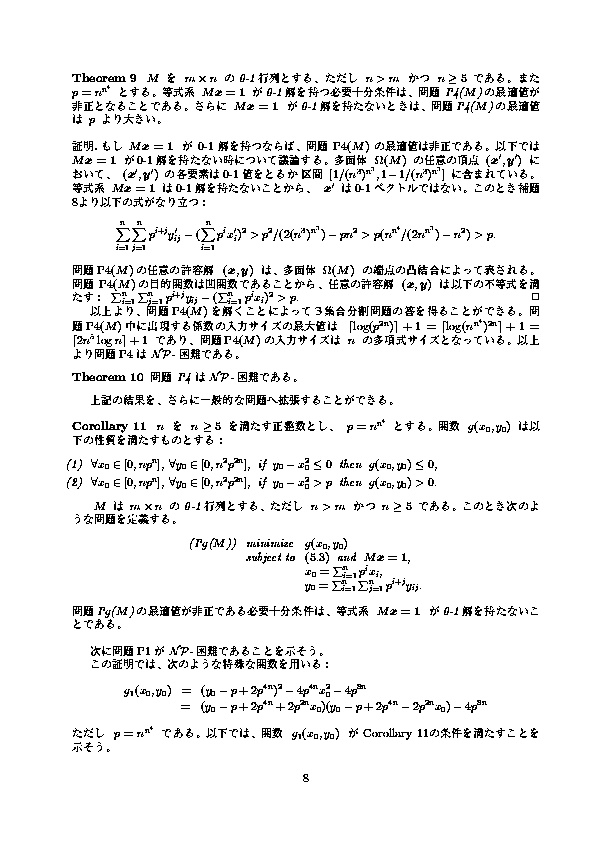 Theorem 9 M を m × n の 0-1 行列とする、ただし n > m かつ n ≥ 5 である。また
p = n^{n^4} とする。等式系 Mx = 1 が 0-1 解を持つ必要十分条件は、問題 P4(M) の最適値が
非正となることである。さらに Mx = 1 が 0-1 解を持たないときは、問題 P4(M) の最適値
は p より大きい。
証明. もし Mx = 1 が 0-1 解を持つならば、問題 P4(M) の最適値は非正である。以下では
Mx = 1 が 0-1 解を持たない時について議論する。多面体 Ω(M) の任意の頂点 (x′, y′) に
おいて、 (x′, y′) の各要素は 0-1 値をとるか 区間 [1/(n^3)^{n^3}, 1 − 1/(n^3)^{n^3}] に含まれている。
等式系 Mx = 1 は 0-1 解を持たないことから、 x′ は 0-1 ベクトルではない。このとき補題
8より以下の式がなり立つ：
∑_{i=1}^{n} ∑_{j=1}^{n} p^{i+j} y′_{ij} − (∑_{i=1}^{n} p^i x′_i)^2 > p^2/(2(n^3)^{n^3}) − pn^2 > p(n^{n^4}/(2n^{n^3}) − n^2) > p.
問題 P4(M) の任意の許容解 (x, y) は、多面体 Ω(M) の端点の凸結合によって表される。
問題 P4(M) の目的関数は凹関数であることから、任意の許容解 (x, y) は以下の不等式を満
たす： ∑_{i=1}^{n} ∑_{j=1}^{n} p^{i+j} y_{ij} − (∑_{i=1}^{n} p^i x_i)^2 > p. □
以上より、問題 P4(M) を解くことによって３集合分割問題の答を得ることができる。問
題 P4(M) 中に出現する係数の入力サイズの最大値は ⌈log(p^{2n})⌉ + 1 = ⌈log(n^{n^4})^{2n}⌉ + 1 =
⌈2n^5 log n⌉ + 1 であり、問題 P4(M) の入力サイズは n の多項式サイズとなっている。以上
より問題 P4 は NP - 困難である。
Theorem 10 問題 P4 は NP - 困難である。
上記の結果を、さらに一般的な問題へ拡張することができる。
Corollary 11 n を n ≥ 5 を満たす正整数とし、 p = n^{n^4} とする。関数 g(x_0, y_0) は以
下の性質を満たすものとする：
(1) ∀x_0 ∈ [0, np^n], ∀y_0 ∈ [0, n^2p^{2n}], if y_0 − x_0^2 ≤ 0 then g(x_0, y_0) ≤ 0,
(2) ∀x_0 ∈ [0, np^n], ∀y_0 ∈ [0, n^2p^{2n}], if y_0 − x_0^2 > p then g(x_0, y_0) > 0.
M は m × n の 0-1 行列とする、ただし n > m かつ n ≥ 5 である。このとき次のよ
うな問題を定義する。
(Pg(M)) minimize g(x_0, y_0)
subject to (5.3) and Mx = 1,
x_0 = ∑_{i=1}^{n} p^i x_i,
y_0 = ∑_{i=1}^{n} ∑_{j=1}^{n} p^{i+j} y_{ij}.
問題 Pg(M) の最適値が非正である必要十分条件は、等式系 Mx = 1 が 0-1 解を持たないこ
とである。
次に問題 P1 が NP - 困難であることを示そう。
この証明では、次のような特殊な関数を用いる：
g_1(x_0, y_0) = (y_0 − p + 2p^{4n})^2 − 4p^{4n}x_0^2 − 4p^{8n}
= (y_0 − p + 2p^{4n} + 2p^{2n}x_0)(y_0 − p + 2p^{4n} − 2p^{2n}x_0) − 4p^{8n}
ただし p = n^{n^4} である。以下では、関数 g_1(x_0, y_0) が Corollary 11の条件を満たすことを
示そう。
8